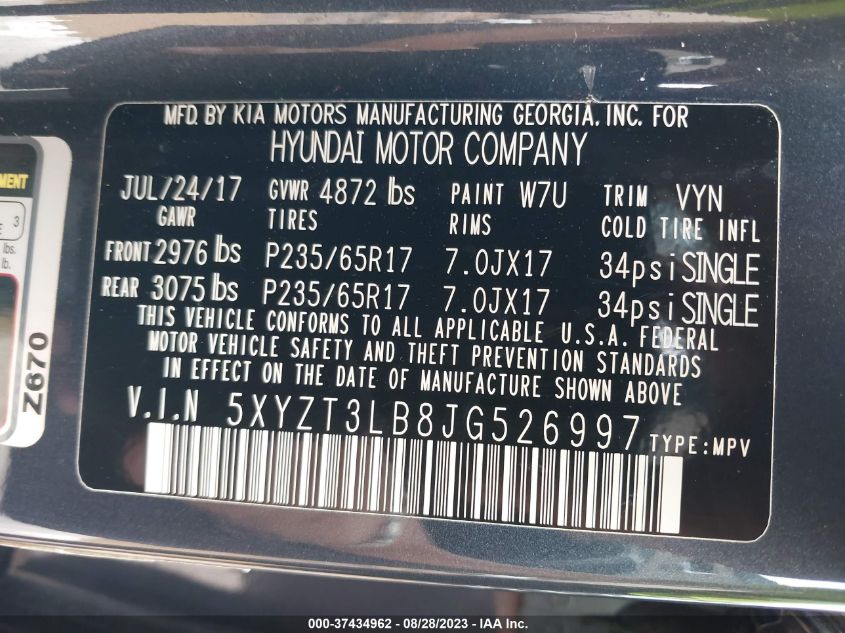 MFD. BY KIA MOTORS MANUFACTURING GEORGIA. INC. FOR
HYUNDAI MOTOR COMPANY
JUL/24/17 GVWR 4872 lbs PAINT W7U TRIM VYN
GAWR TIRES RIMS COLD TIRE INFL
FRONT 2976 lbs P235/65R17 7.0JX17 34psi SINGLE
REAR 3075 lbs P235/65R17 7.0JX17 34psi SINGLE
THIS VEHICLE CONFORMS TO ALL APPLICABLE U.S.A. FEDERAL
MOTOR VEHICLE SAFETY AND THEFT PREVENTION STANDARDS
IN EFFECT ON THE DATE OF MANUFACTURE SHOWN ABOVE
V.I.N 5XYZT3LB8JG526997 TYPE:MPV
3
lbs.
lb.
Z670
000-37434962 - 08/28/2023 - Copyright IAA, Inc.